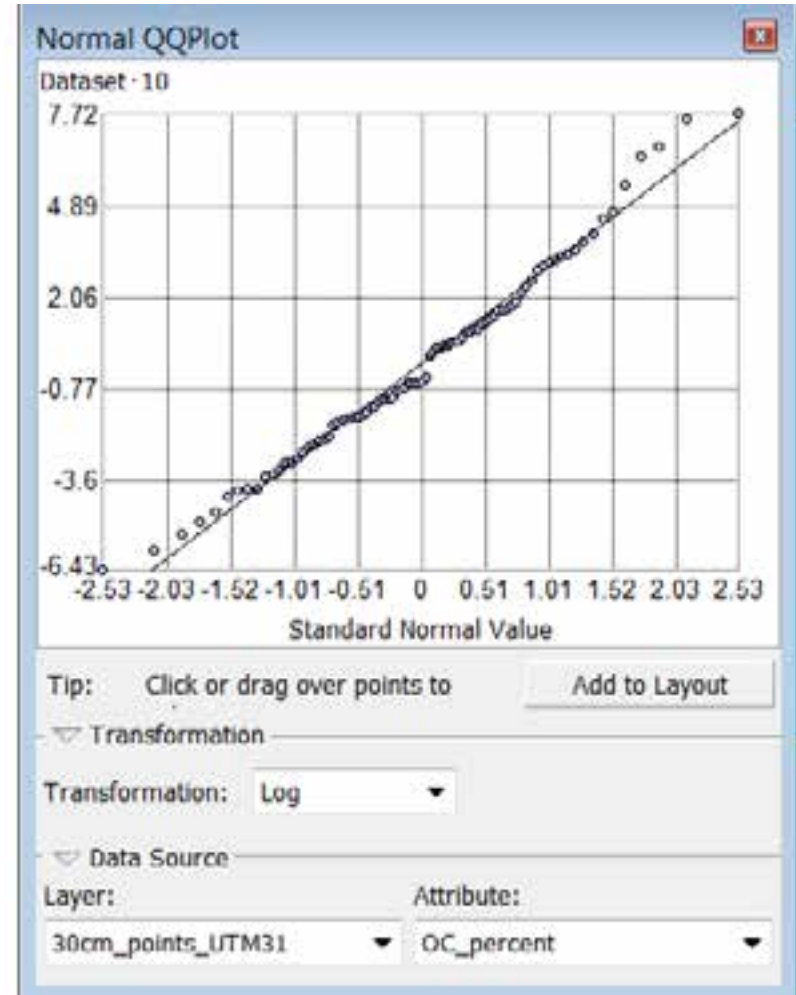 Normal QQPlot
Dataset · 10
7.72
4.89
2.06
-0.77
-3.6
-6.43
-2.53 -2.03 -1.52 -1.01 -0.51 0 0.51 1.01 1.52 2.03 2.53
Standard Normal Value
Tip: Click or drag over points to Add to Layout
Transformation
Transformation: Log
Data Source
Layer: Attribute:
30cm_points_UTM31 OC_percent